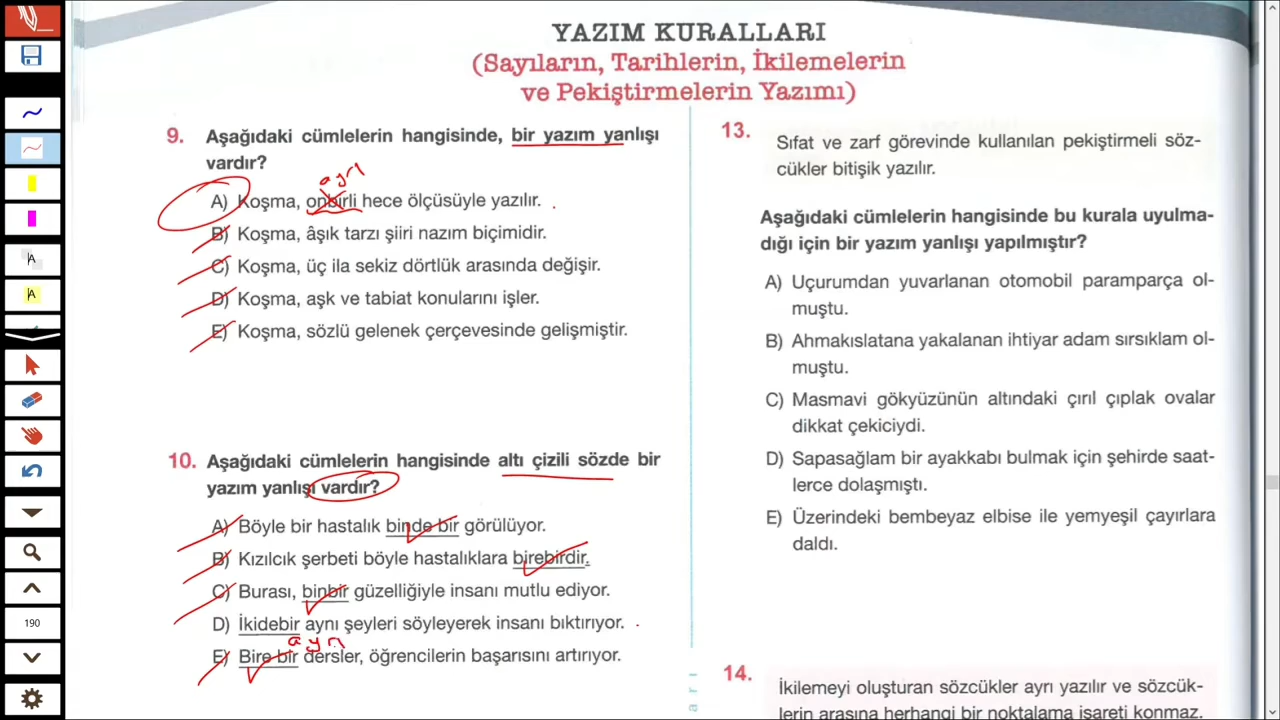 YAZIM KURALLARI
(Sayıların, Tarihlerin, İkilemelerin
ve Pekiştirmelerin Yazımı)
9. Aşağıdaki cümlelerin hangisinde, bir yazım yanlışı
vardır?
ayrı
A) Koşma, onbirli hece ölçüsüyle yazılır.
B) Koşma, âşık tarzı şiiri nazım biçimidir.
C) Koşma, üç ila sekiz dörtlük arasında değişir.
D) Koşma, aşk ve tabiat konularını işler.
E) Koşma, sözlü gelenek çerçevesinde gelişmiştir.
10. Aşağıdaki cümlelerin hangisinde altı çizili sözde bir
yazım yanlışı vardır?
A) Böyle bir hastalık binde bir görülüyor.
B) Kızılcık şerbeti böyle hastalıklara birebirdir.
C) Burası, binbir güzelliğiyle insanı mutlu ediyor.
D) İkidebir aynı şeyleri söyleyerek insanı bıktırıyor.
ayrı
E) Bire bir dersler, öğrencilerin başarısını artırıyor.
13. Sıfat ve zarf görevinde kullanılan pekiştirmeli söz-
cükler bitişik yazılır.
Aşağıdaki cümlelerin hangisinde bu kurala uyulma-
dığı için bir yazım yanlışı yapılmıştır?
A) Uçurumdan yuvarlanan otomobil paramparça ol-
muştu.
B) Ahmakıslatana yakalanan ihtiyar adam sırsıklam ol-
muştu.
C) Masmavi gökyüzünün altındaki çırıl çıplak ovalar
dikkat çekiciydi.
D) Sapasağlam bir ayakkabı bulmak için şehirde saat-
lerce dolaşmıştı.
E) Üzerindeki bembeyaz elbise ile yemyeşil çayırlara
daldı.
14. İkilemeyi oluşturan sözcükler ayrı yazılır ve sözcük-
lerin arasına herhangi bir noktalama işareti konmaz.
A
A
190